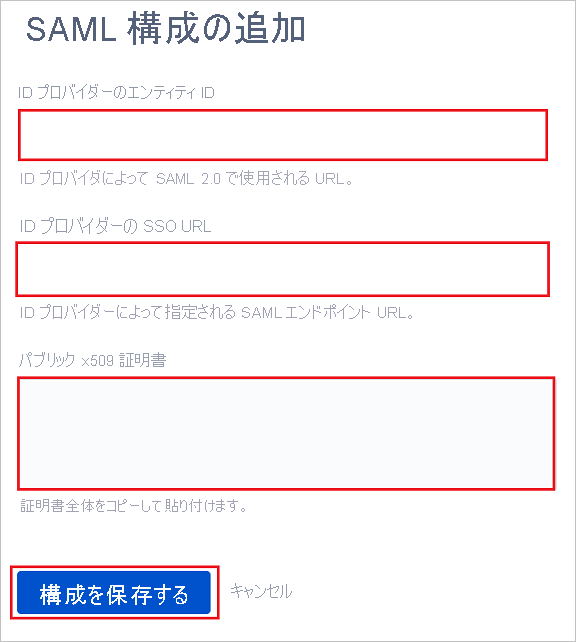 SAML 構成の追加
ID プロバイダーのエンティティ ID
ID プロバイダによって SAML 2.0 で使用される URL。
ID プロバイダーの SSO URL
ID プロバイダーによって指定される SAML エンドポイント URL。
パブリック x509 証明書
証明書全体をコピーして貼り付けます。
構成を保存する キャンセル